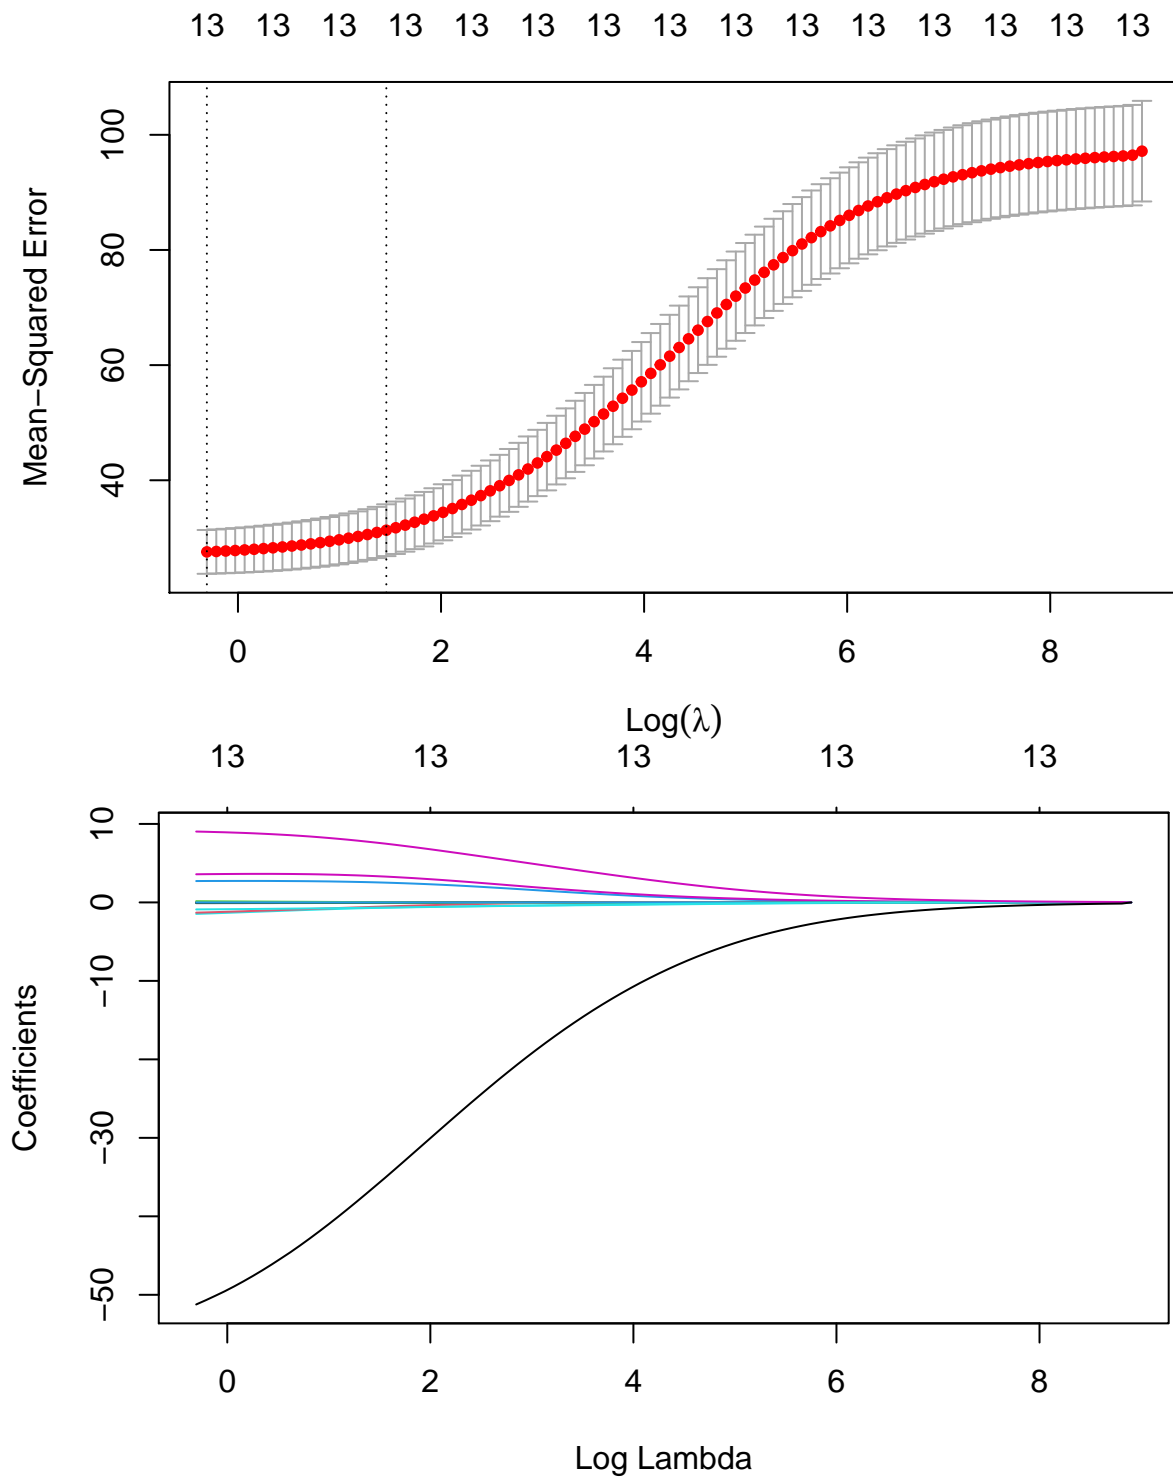 13 13 13 13 13 13 13 13 13 13 13 13 13 13 13
100
80
60
40
Mean−Squared Error
0 2 4 6 8
Log(λ)
13 13 13 13 13
10
0
−10
−30
−50
Coefficients
0 2 4 6 8
Log Lambda